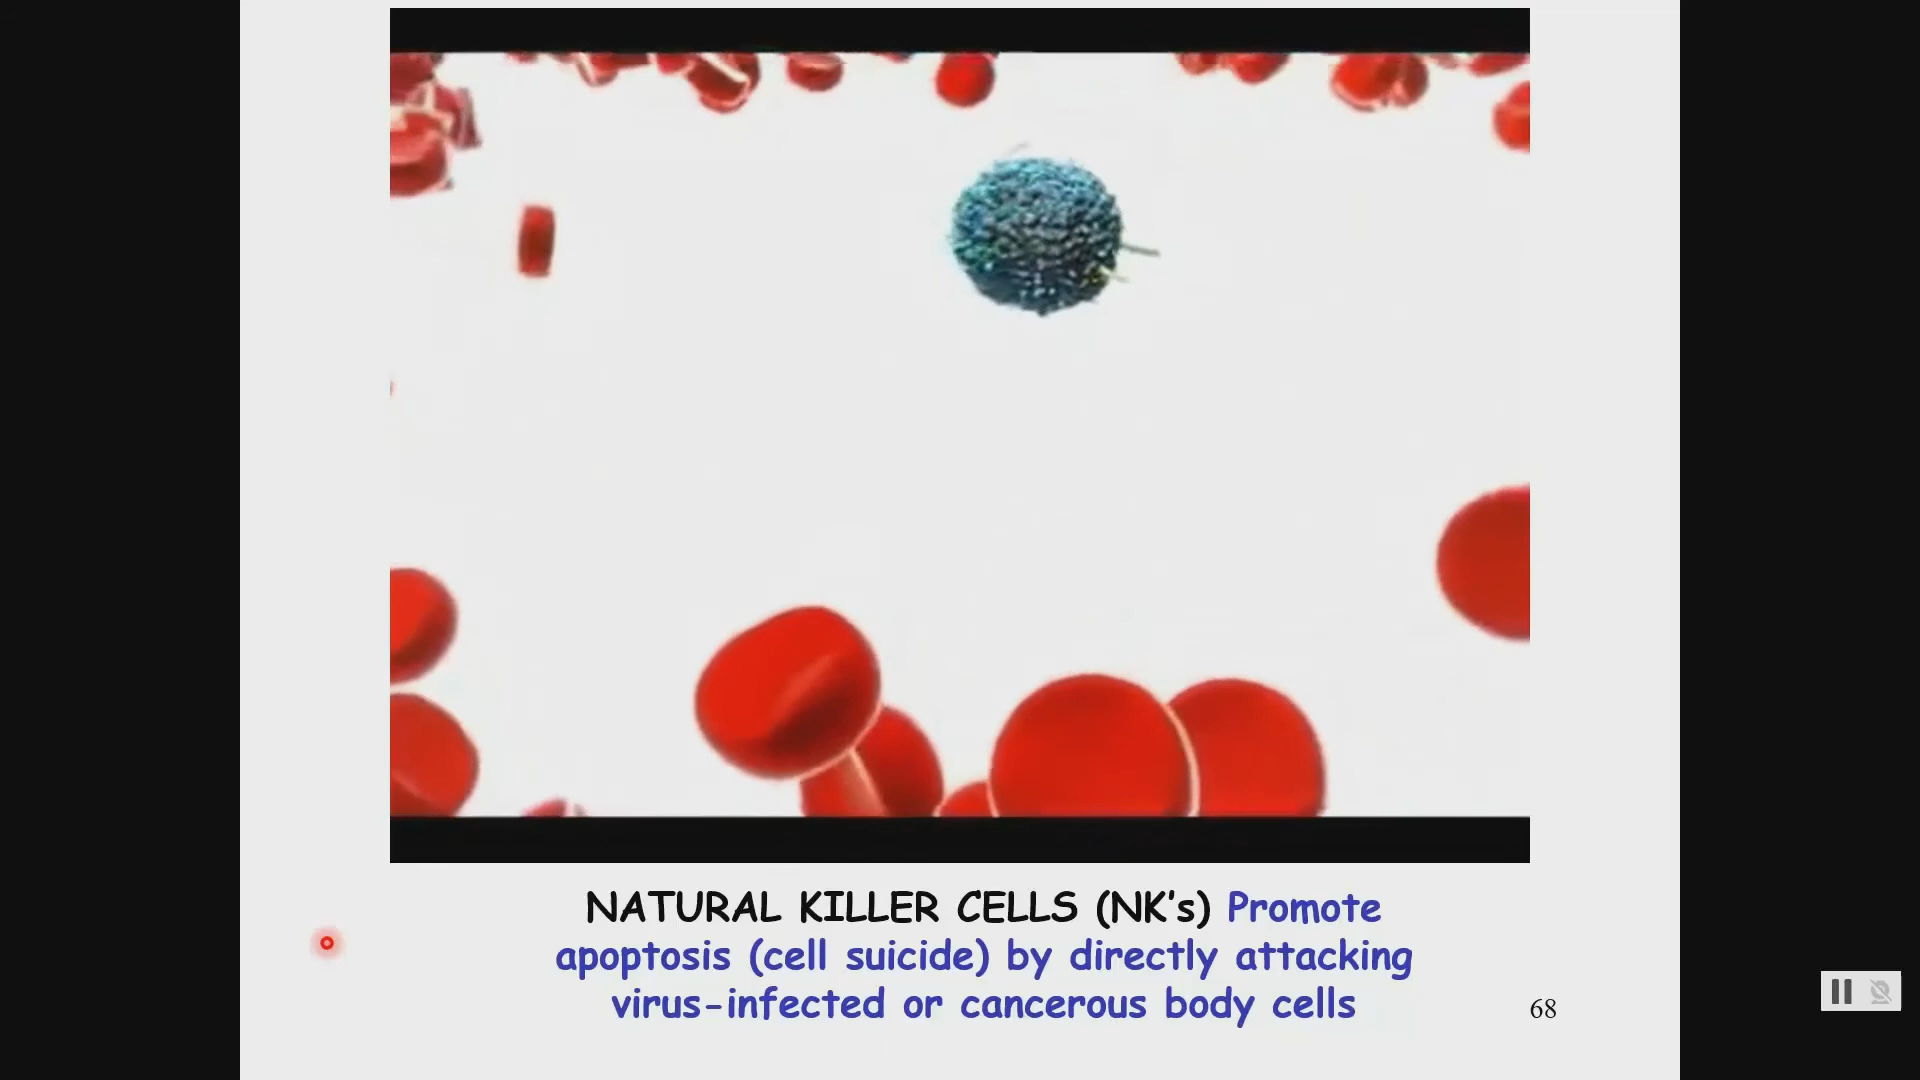 NATURAL KILLER CELLS (NK's) Promote
apoptosis (cell suicide) by directly attacking
virus-infected or cancerous body cells
68